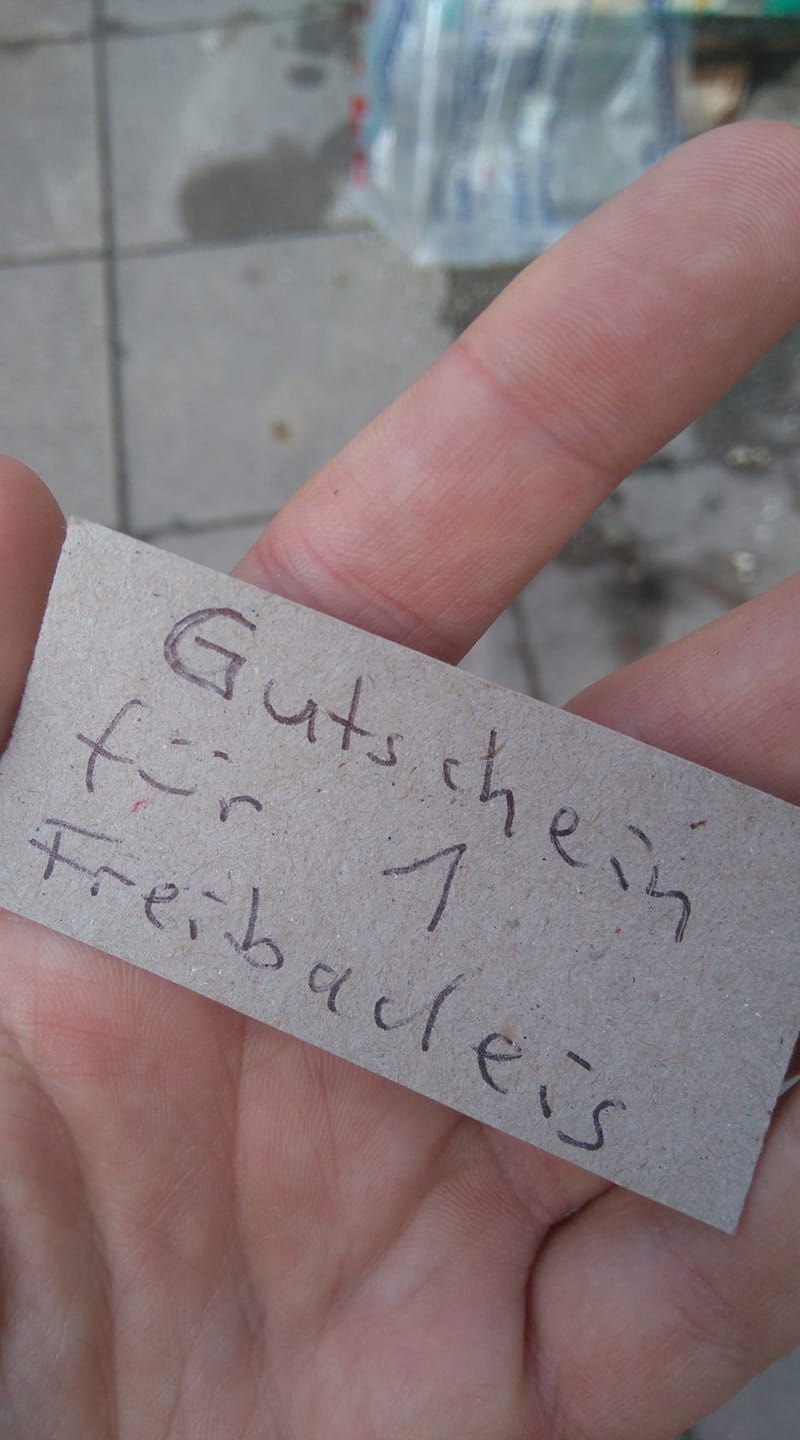 Gutschein
für 1
Freibadeis